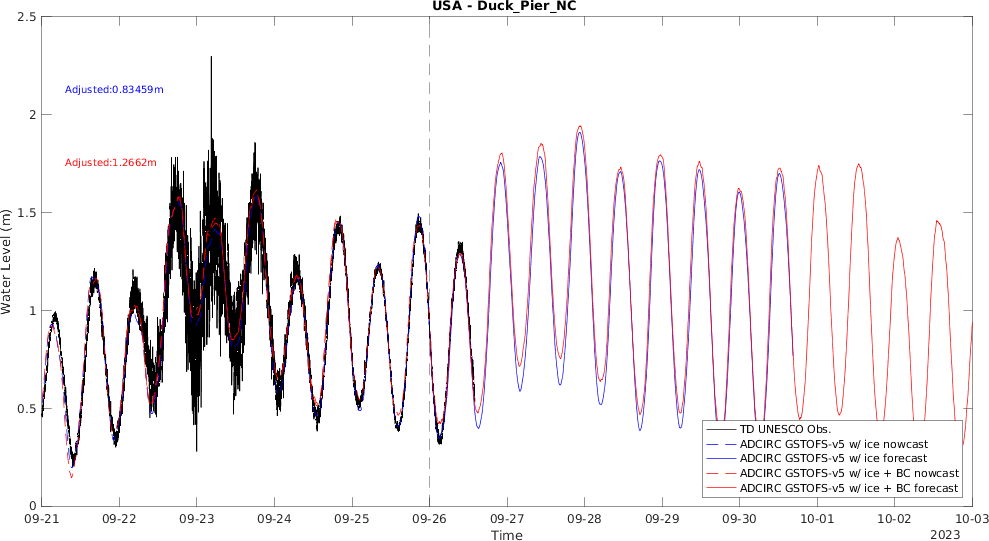 USA - Duck_Pier_NC
2.5
2
1.5
1
0.5
0
Water Level (m)
Adjusted:0.83459m
Adjusted:1.2662m
TD UNESCO Obs.
ADCIRC GSTOFS-v5 w/ ice nowcast
ADCIRC GSTOFS-v5 w/ ice forecast
ADCIRC GSTOFS-v5 w/ ice + BC nowcast
ADCIRC GSTOFS-v5 w/ ice + BC forecast
09-21 09-22 09-23 09-24 09-25 09-26 09-27 09-28 09-29 09-30 10-01 10-02 10-03
Time
2023